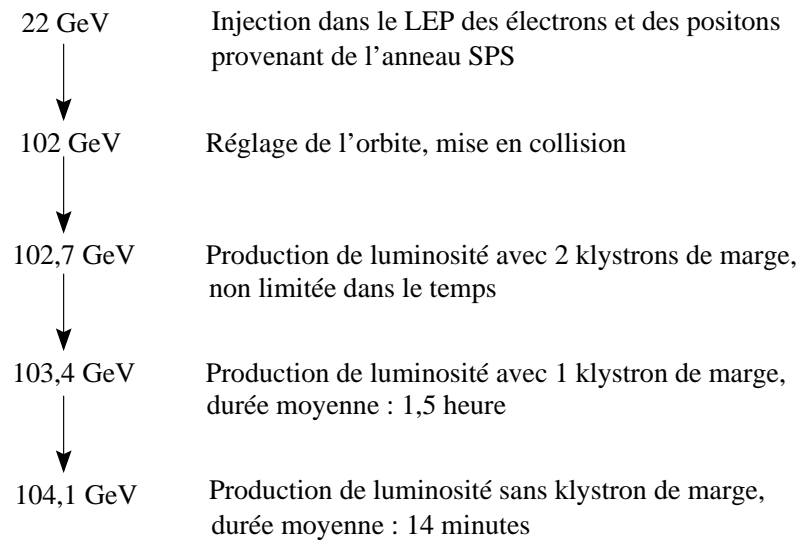 22 GeV Injection dans le LEP des électrons et des positons
provenant de l’anneau SPS
102 GeV Réglage de l’orbite, mise en collision
102,7 GeV Production de luminosité avec 2 klystrons de marge,
non limitée dans le temps
103,4 GeV Production de luminosité avec 1 klystron de marge,
durée moyenne : 1,5 heure
104,1 GeV Production de luminosité sans klystron de marge,
durée moyenne : 14 minutes